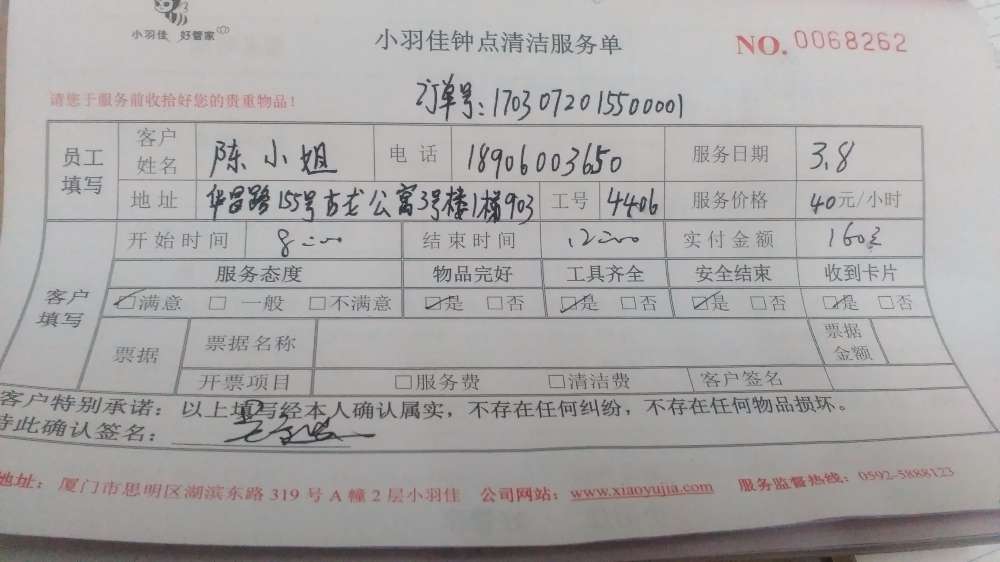 小羽佳 好管家
小羽佳钟点清洁服务单
NO. 0068262
请您于服务前收拾好您的贵重物品！
订单号：1703072015500001
员工填写 客户姓名 陈小姐 电话 18906003650 服务日期 3.8
地址 华昌路155号古龙公寓3号楼1梯903 工号 4406 服务价格 40元/小时
客户填写 开始时间 8:00 结束时间 12:00 实付金额 160元
服务态度 物品完好 工具齐全 安全结束 收到卡片
☑满意 □一般 □不满意 ☑是 □否 ☑是 □否 ☑是 □否 ☑是 □否
票据 票据名称 票据金额
开票项目 □服务费 □清洁费 客户签名
客户特别承诺：以上填写经本人确认属实，不存在任何纠纷，不存在任何物品损坏。
特此确认签名：
地址：厦门市思明区湖滨东路319号A幢2层小羽佳 公司网站：www.xiaoyujia.com 服务监督热线：0592-5888123